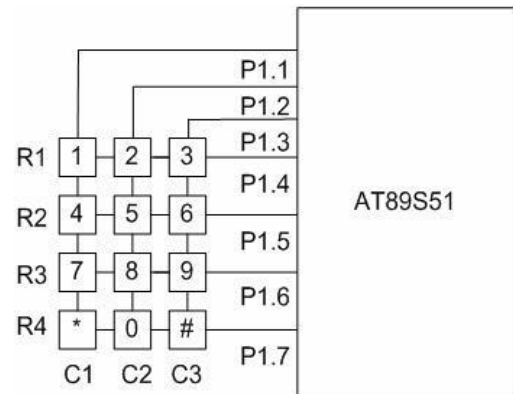 P1.1
P1.2
R1 1 2 3 P1.3
P1.4
AT89S51
R2 4 5 6
P1.5
R3 7 8 9
P1.6
R4 * 0 #
P1.7
C1 C2 C3